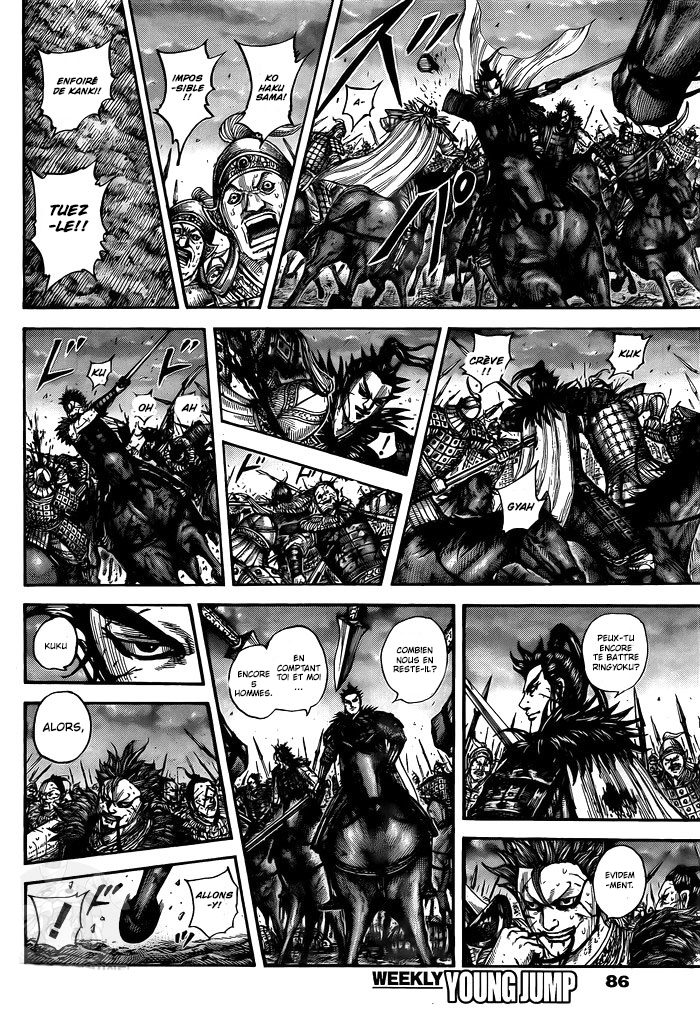 A-
KO
HAKU
SAMA!
IMPOS
-SIBLE
!!
ENFOIRÉ
DE KANKI!!
TUEZ
-LE!!
KUK
CRÈVE
!!
GYAH
!
AH
OH
KU
PEUX-TU
ENCORE
TE BATTRE
RINGYOKU?
EVIDEM
-MENT.
COMBIEN
NOUS EN
RESTE-IL?
EN
COMPTANT
TOI ET MOI
...
ENCORE
5
HOMMES.
KUKU
ALORS,
ALLONS
-Y!
!
WEEKLY YOUNG JUMP 86